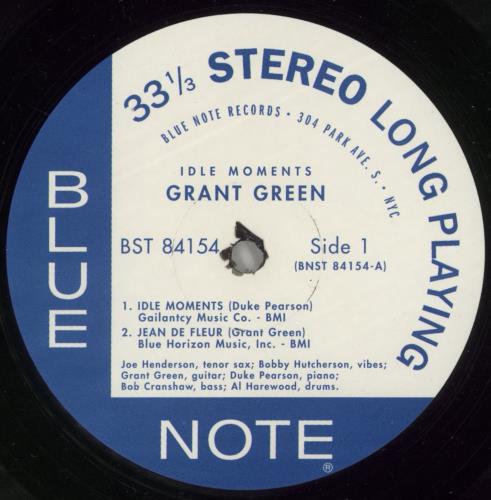 33 1/3 STEREO LONG PLAYING
BLUE NOTE RECORDS · 304 PARK AVE. S. · NYC
IDLE MOMENTS
GRANT GREEN
BST 84154 Side 1
(BNST 84154-A)
1. IDLE MOMENTS (Duke Pearson)
Gailantcy Music Co. - BMI
2. JEAN DE FLEUR (Grant Green)
Blue Horizon Music, Inc. - BMI
Joe Henderson, tenor sax; Bobby Hutcherson, vibes;
Grant Green, guitar; Duke Pearson, piano;
Bob Cranshaw, bass; Al Harewood, drums.
BLUE
NOTE®